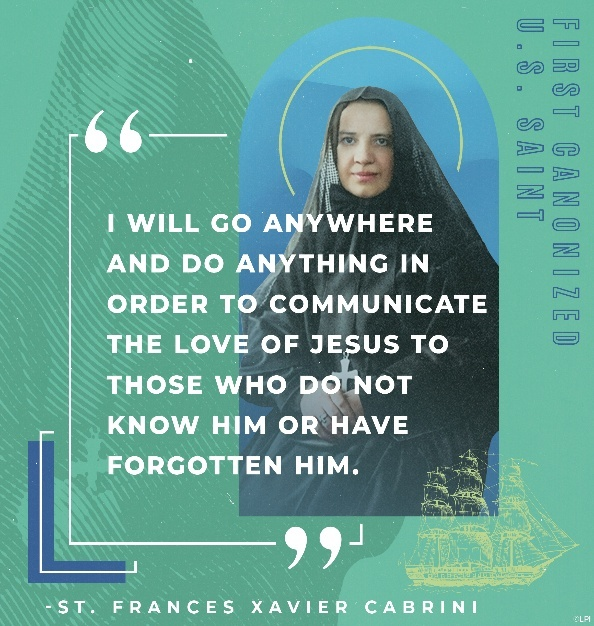 FIRST CANONIZED
U.S. SAINT
“
I WILL GO ANYWHERE
AND DO ANYTHING IN
ORDER TO COMMUNICATE
THE LOVE OF JESUS TO
THOSE WHO DO NOT
KNOW HIM OR HAVE
FORGOTTEN HIM.
”
-ST. FRANCES XAVIER CABRINI
©LPI